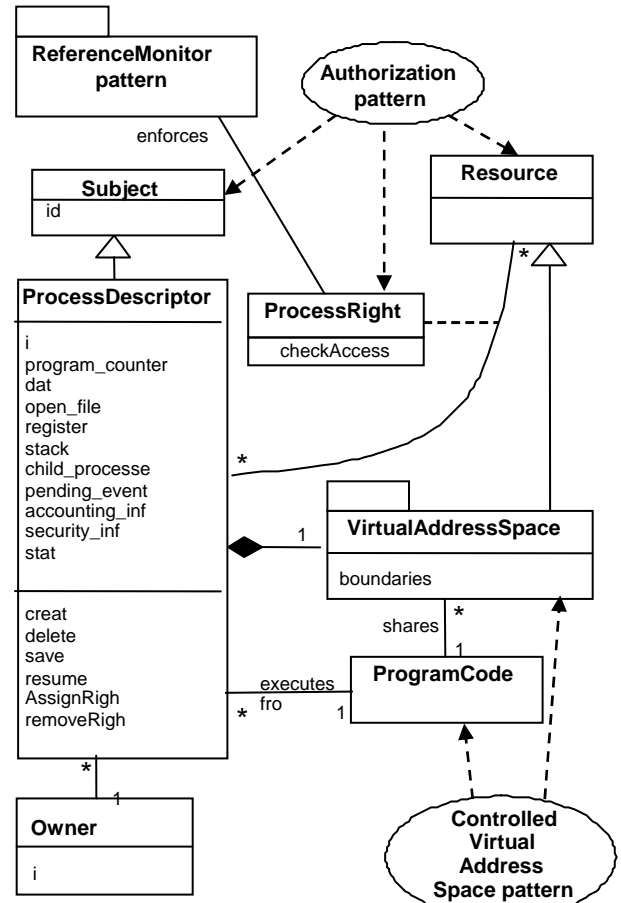 ReferenceMonitor
pattern
Authorization
pattern
enforces
Subject
id
Resource
*
ProcessDescriptor
i
program_counter
dat
open_file
register
stack
child_processe
pending_event
accounting_inf
security_inf
stat
creat
delete
save
resume
AssignRigh
removeRigh
ProcessRight
checkAccess
*
1
VirtualAddressSpace
boundaries
shares
*
1
ProgramCode
executes
fro
*
1
*
1
Owner
i
Controlled
Virtual
Address
Space pattern